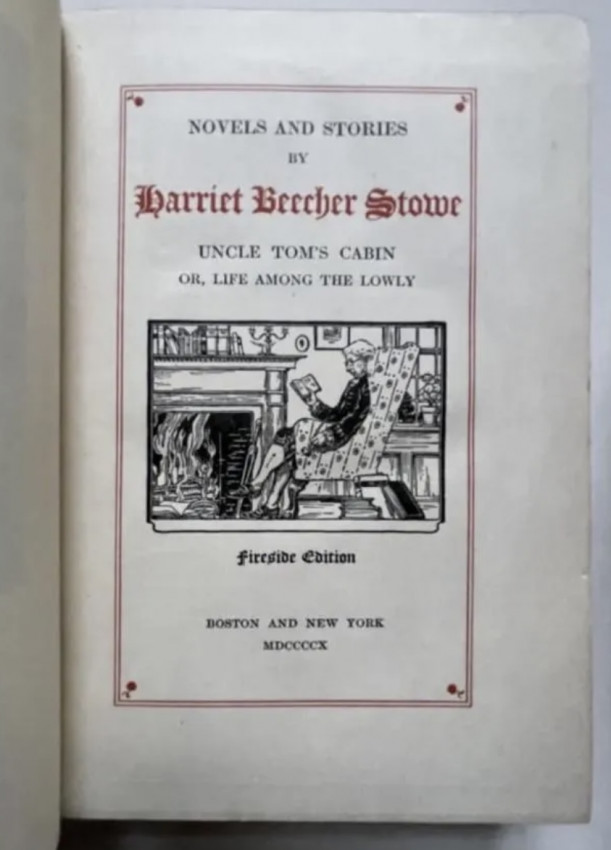 NOVELS AND STORIES
BY
Harriet Beecher Stowe
UNCLE TOM'S CABIN
OR, LIFE AMONG THE LOWLY
Fireside Edition
BOSTON AND NEW YORK
MDCCCCX